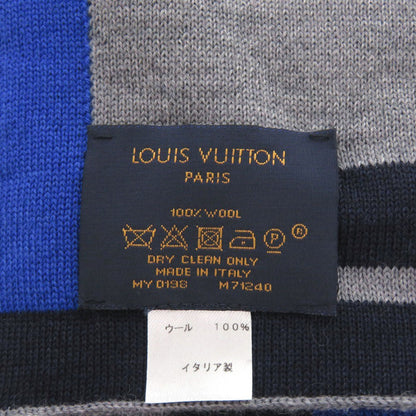 LOUIS VUITTON
PARIS
100% WOOL
P ®
DRY CLEAN ONLY
MADE IN ITALY
MY 0198 M71240
ウール 100%
イタリア製